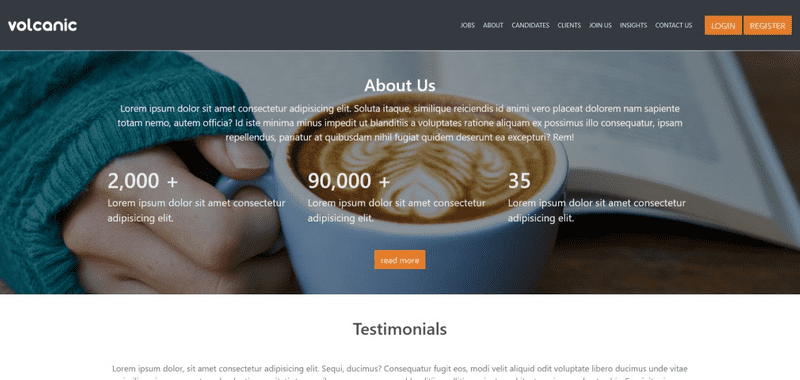 volcanic
JOBS ABOUT CANDIDATES CLIENTS JOIN US INSIGHTS CONTACT US LOGIN REGISTER
About Us
Lorem ipsum dolor sit amet consectetur adipisicing elit. Soluta itaque, similique reiciendis id animi vero placeat dolorem nam sapiente
totam nemo, autem officia? Id iste minima minus impedit ut blanditiis a voluptates ratione aliquam ex possimus illo consequatur, ipsam
repellendus, pariatur at quibusdam nihil fugiat quidem deserunt ea excepturi? Rem!
2,000 +
Lorem ipsum dolor sit amet consectetur
adipisicing elit.
90,000 +
Lorem ipsum dolor sit amet consectetur
adipisicing elit.
35
Lorem ipsum dolor sit amet consectetur
adipisicing elit.
read more
Testimonials
Lorem ipsum dolor sit amet consectetur adipisicing elit. Sequi, ducimus? Consequatur fugit eos, modi velit aliquid odit voluptate libero ducimus unde vitae